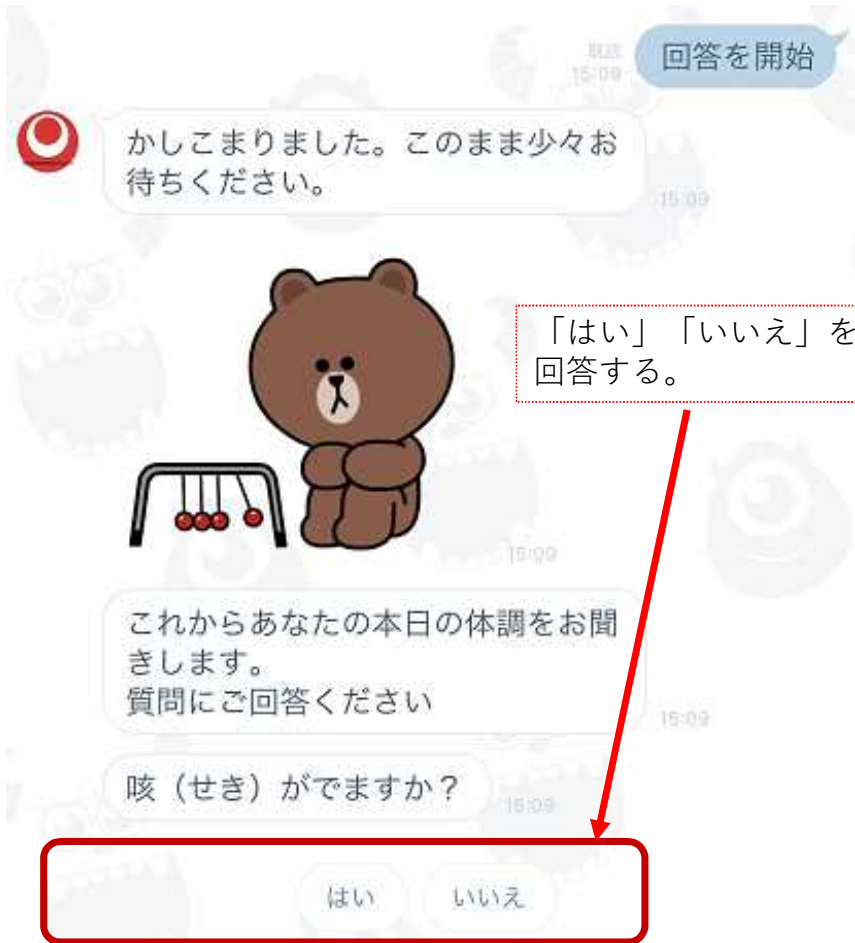 回答を開始
既読
15:09
かしこまりました。このまま少々お
待ちください。
15:09
「はい」「いいえ」を
回答する。
15:09
これからあなたの本日の体調をお聞
きします。
質問にご回答ください
15:09
咳（せき）がでますか？
15:09
はい いいえ